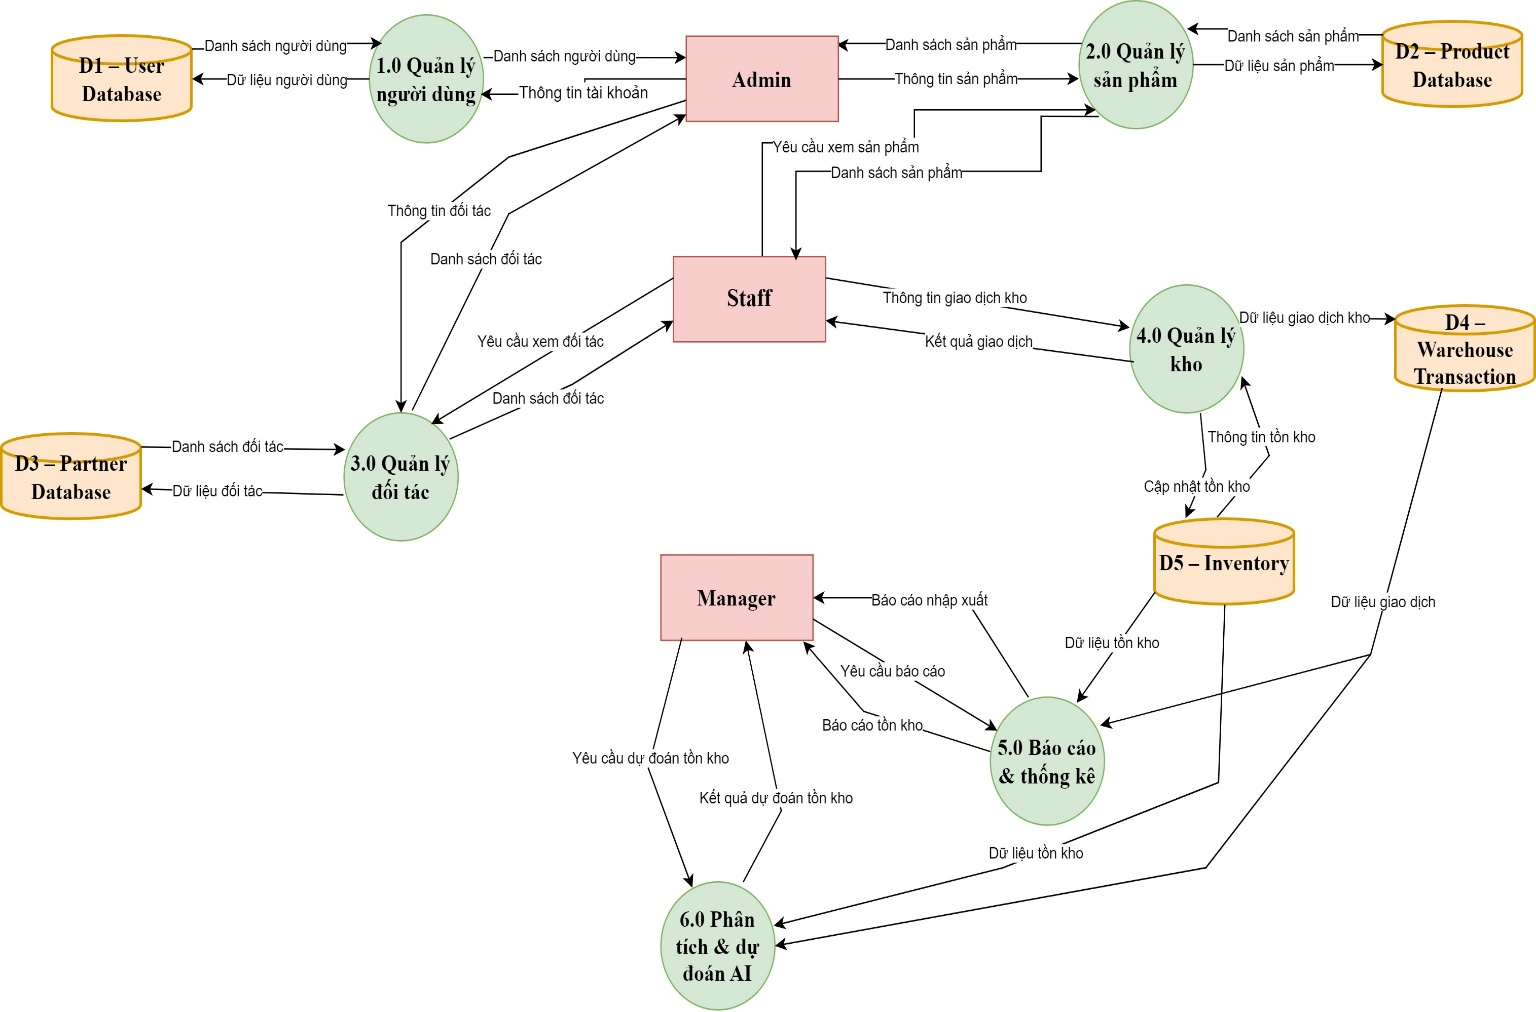 Danh sách người dùng
D1 – User
Database
Dữ liệu người dùng
1.0 Quản lý
người dùng
Danh sách người dùng
Thông tin tài khoản
Admin
Danh sách sản phẩm
Thông tin sản phẩm
2.0 Quản lý
sản phẩm
Danh sách sản phẩm
Dữ liệu sản phẩm
D2 – Product
Database
Yêu cầu xem sản phẩm
Danh sách sản phẩm
Thông tin đối tác
Danh sách đối tác
Staff
Thông tin giao dịch kho
Kết quả giao dịch
4.0 Quản lý
kho
Dữ liệu giao dịch kho
D4 –
Warehouse
Transaction
Yêu cầu xem đối tác
Danh sách đối tác
Danh sách đối tác
D3 – Partner
Database
Dữ liệu đối tác
3.0 Quản lý
đối tác
Thông tin tồn kho
Cập nhật tồn kho
D5 – Inventory
Manager
Báo cáo nhập xuất
Dữ liệu giao dịch
Dữ liệu tồn kho
Yêu cầu báo cáo
Báo cáo tồn kho
5.0 Báo cáo
& thống kê
Yêu cầu dự đoán tồn kho
Kết quả dự đoán tồn kho
Dữ liệu tồn kho
6.0 Phân
tích & dự
đoán AI